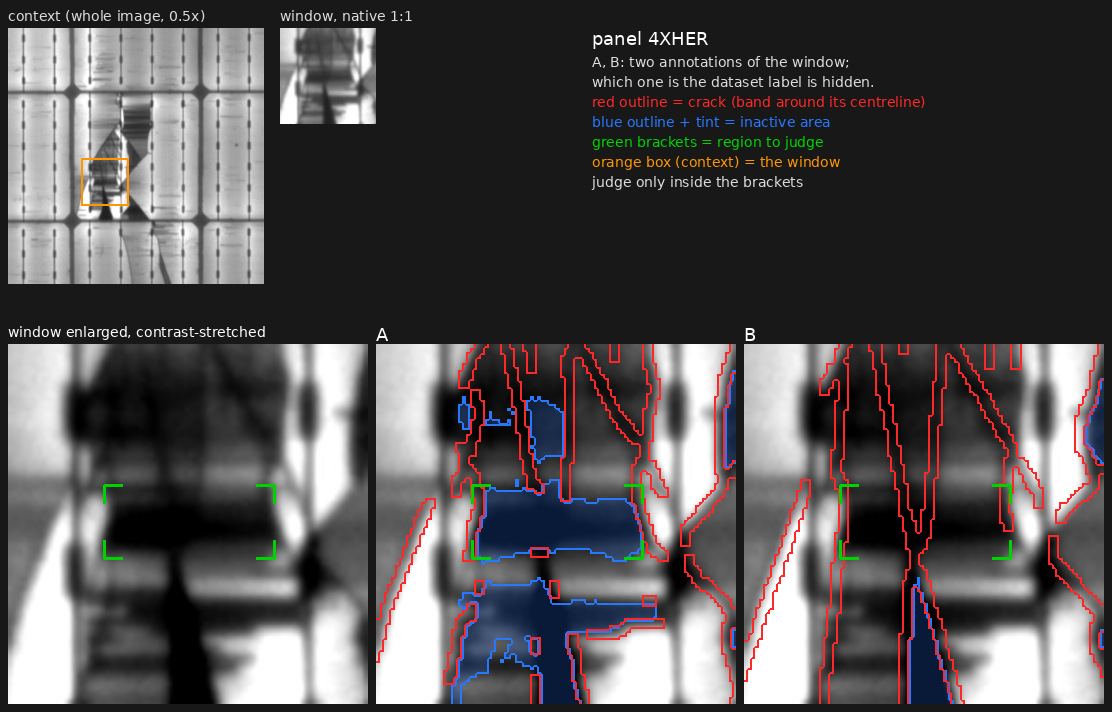 context (whole image, 0.5x)
window, native 1:1
panel 4XHER
A, B: two annotations of the window;
which one is the dataset label is hidden.
red outline = crack (band around its centreline)
blue outline + tint = inactive area
green brackets = region to judge
orange box (context) = the window
judge only inside the brackets
window enlarged, contrast-stretched
A
B